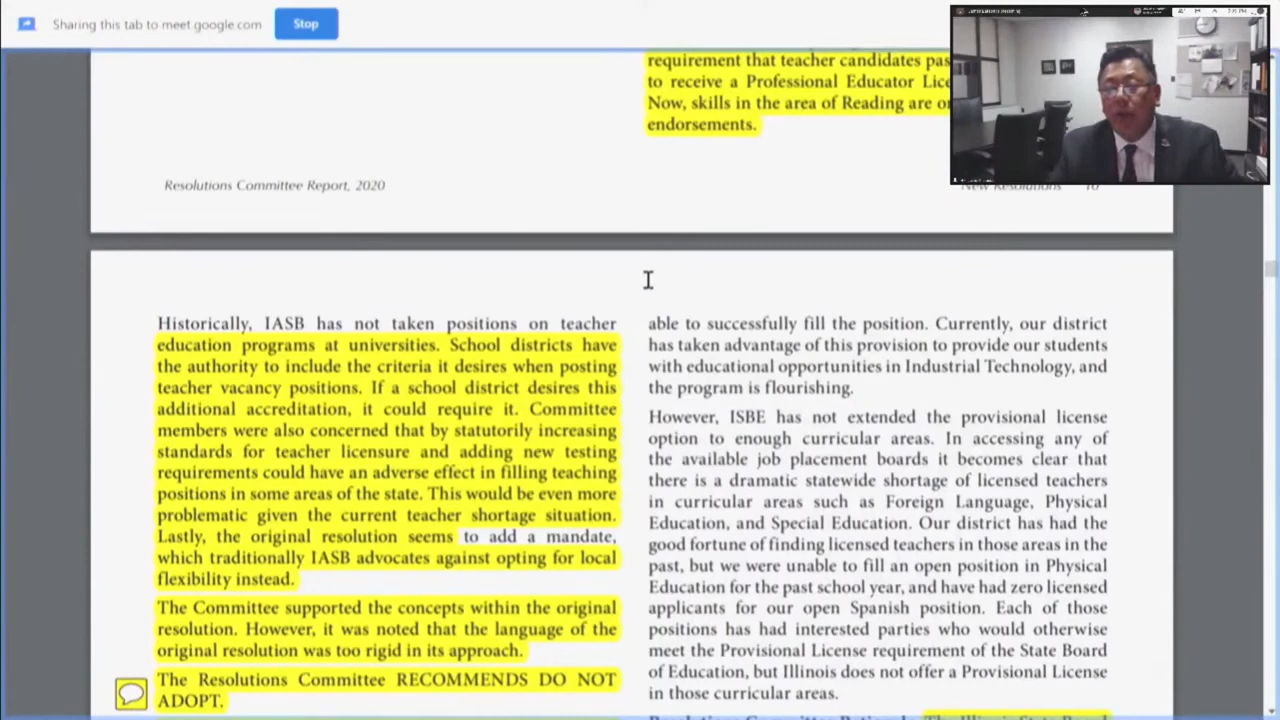 Sharing this tab to meet.google.com
Stop
requirement that teacher candidates pas
to receive a Professional Educator Lice
Now, skills in the area of Reading are or
endorsements.
Resolutions Committee Report, 2020
New Resolutions
Historically, IASB has not taken positions on teacher
education programs at universities. School districts have
the authority to include the criteria it desires when posting
teacher vacancy positions. If a school district desires this
additional accreditation, it could require it. Committee
members were also concerned that by statutorily increasing
standards for teacher licensure and adding new testing
requirements could have an adverse effect in filling teaching
positions in some areas of the state. This would be even more
problematic given the current teacher shortage situation.
Lastly, the original resolution seems to add a mandate,
which traditionally IASB advocates against opting for local
flexibility instead.
The Committee supported the concepts within the original
resolution. However, it was noted that the language of the
original resolution was too rigid in its approach.
The Resolutions Committee RECOMMENDS DO NOT
ADOPT.
able to successfully fill the position. Currently, our district
has taken advantage of this provision to provide our students
with educational opportunities in Industrial Technology, and
the program is flourishing.
However, ISBE has not extended the provisional license
option to enough curricular areas. In accessing any of
the available job placement boards it becomes clear that
there is a dramatic statewide shortage of licensed teachers
in curricular areas such as Foreign Language, Physical
Education, and Special Education. Our district has had the
good fortune of finding licensed teachers in those areas in the
past, but we were unable to fill an open position in Physical
Education for the past school year, and have had zero licensed
applicants for our open Spanish position. Each of those
positions has had interested parties who would otherwise
meet the Provisional License requirement of the State Board
of Education, but Illinois does not offer a Provisional License
in those curricular areas.